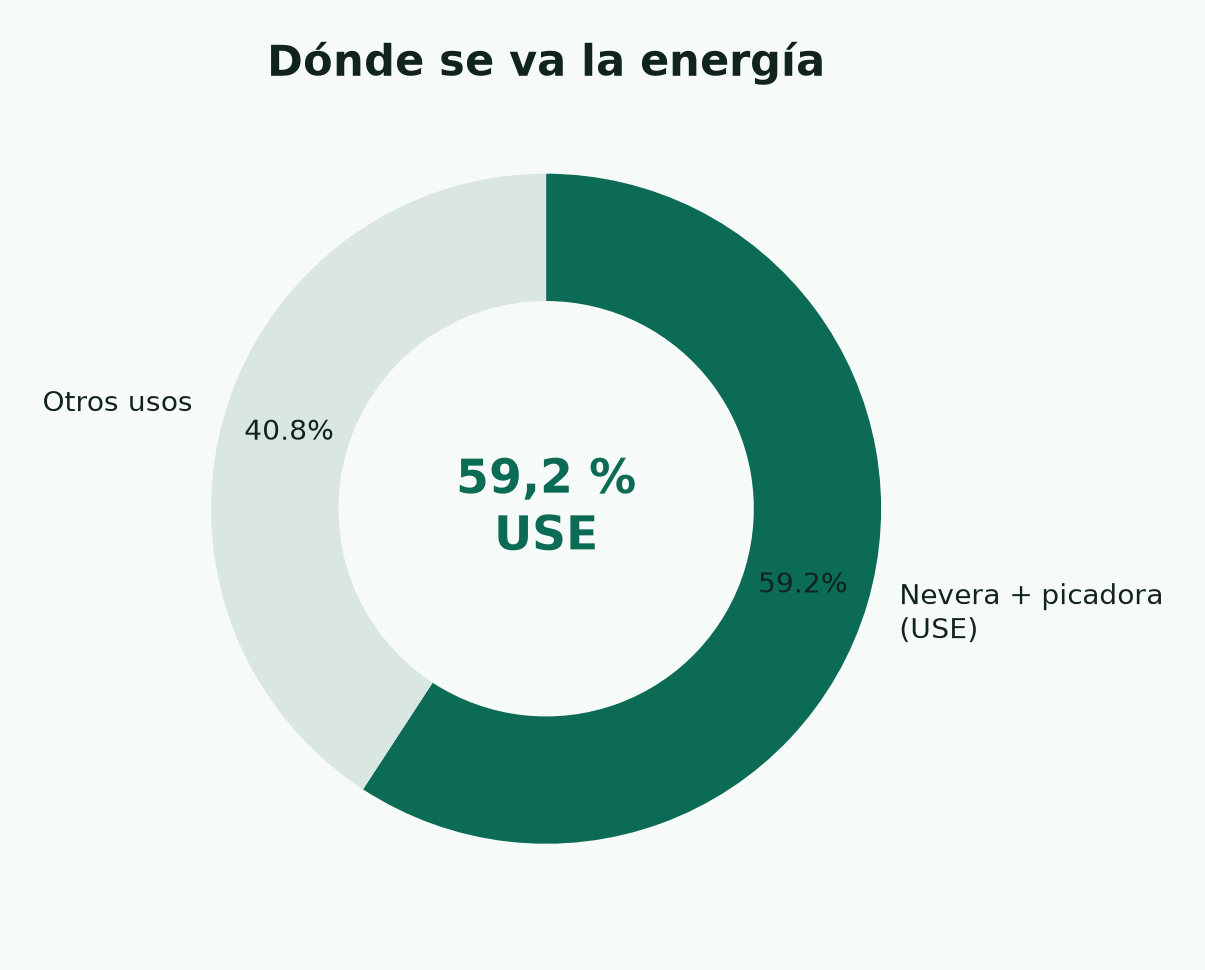 Dónde se va la energía
Otros usos
40.8%
59,2 %
USE
59.2%
Nevera + picadora
(USE)